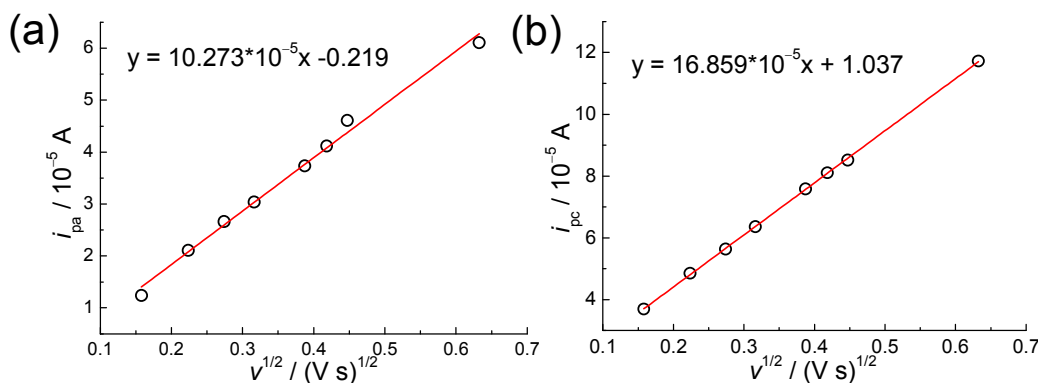 (a)
y = 10.273*10⁻⁵x -0.219
6
5
4
3
2
1
i_pa / 10⁻⁵ A
0.1 0.2 0.3 0.4 0.5 0.6 0.7
v^1/2 / (V s)^1/2
(b)
y = 16.859*10⁻⁵x + 1.037
12
10
8
6
4
i_pc / 10⁻⁵ A
0.1 0.2 0.3 0.4 0.5 0.6 0.7
v^1/2 / (V s)^1/2